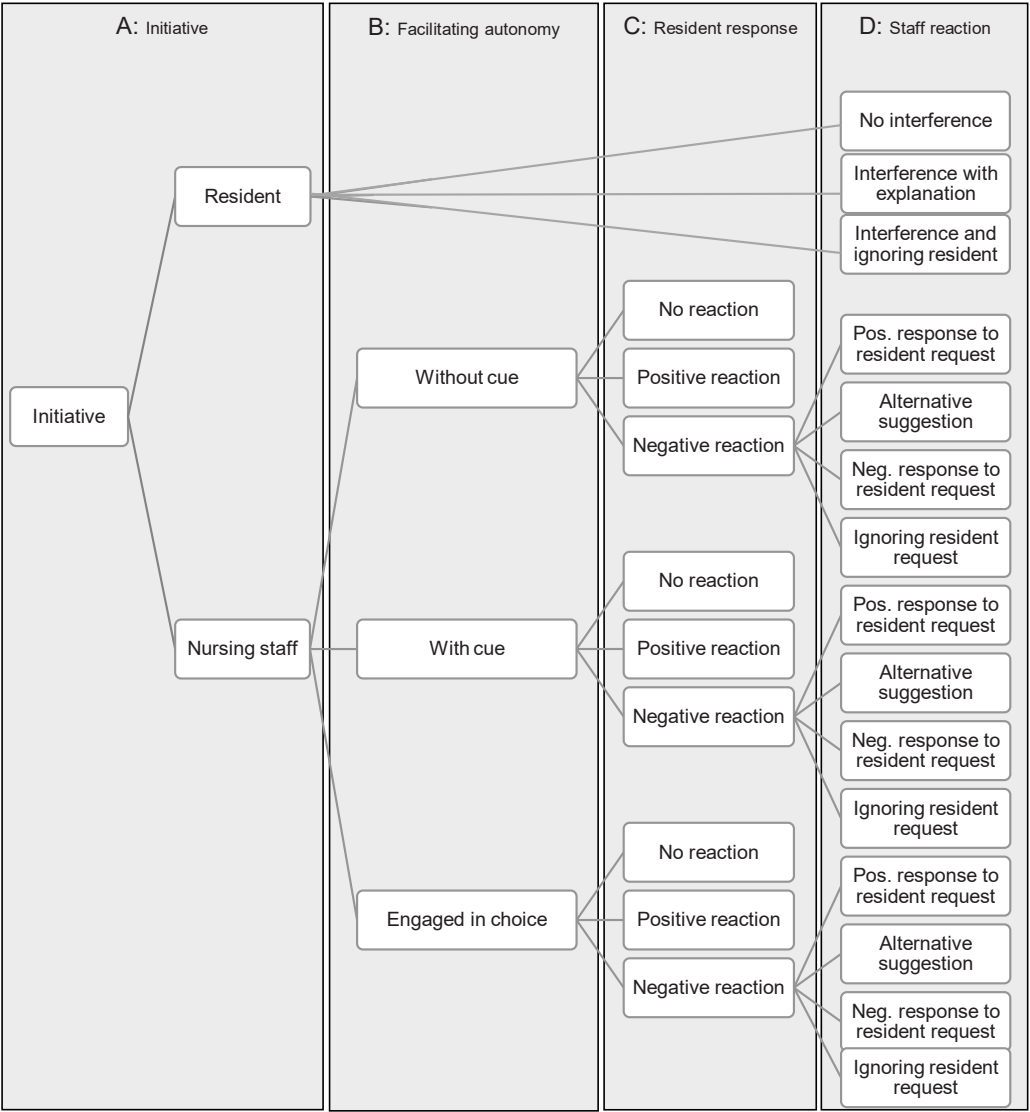 A: Initiative
B: Facilitating autonomy
C: Resident response
D: Staff reaction
Initiative
Resident
Nursing staff
Without cue
With cue
Engaged in choice
No reaction
Positive reaction
Negative reaction
No reaction
Positive reaction
Negative reaction
No reaction
Positive reaction
Negative reaction
No interference
Interference with
explanation
Interference and
ignoring resident
Pos. response to
resident request
Alternative
suggestion
Neg. response to
resident request
Ignoring resident
request
Pos. response to
resident request
Alternative
suggestion
Neg. response to
resident request
Ignoring resident
request
Pos. response to
resident request
Alternative
suggestion
Neg. response to
resident request
Ignoring resident
request